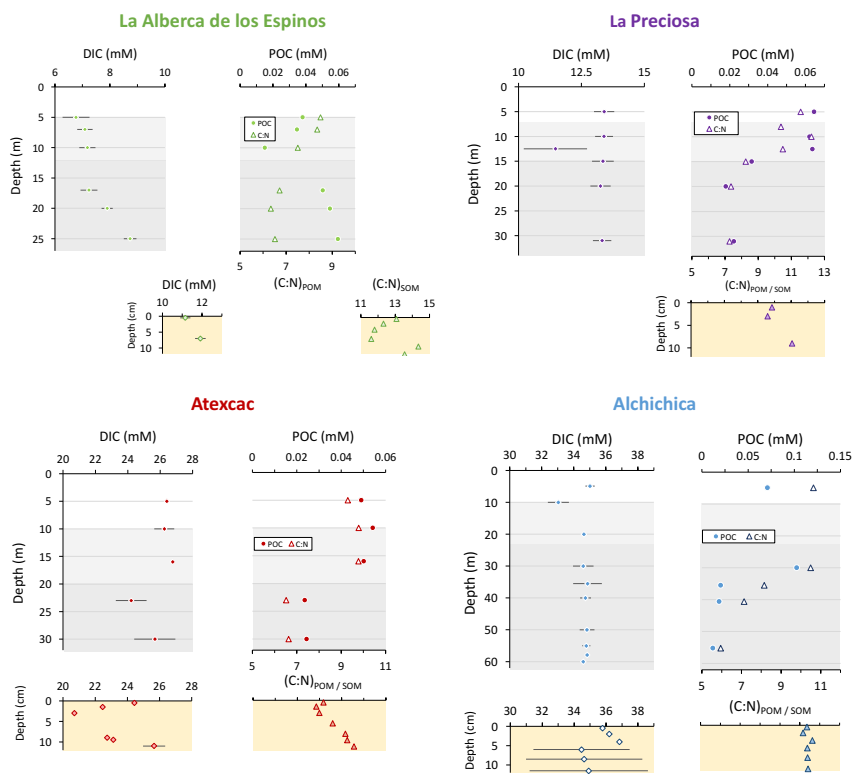 La Alberca de los Espinos
DIC (mM)
6 8 10
POC (mM)
0 0.02 0.04 0.06
Depth (m)
0
5
10
15
20
25
POC
C:N
5 7 9
(C:N)POM
DIC (mM)
10 12
(C:N)SOM
11 13 15
Depth (cm)
0
5
10
La Preciosa
DIC (mM)
10 12.5 15
POC (mM)
0 0.02 0.04 0.06
Depth (m)
0
5
10
15
20
25
30
POC
C:N
5 7 9 11 13
(C:N)POM / SOM
Depth (cm)
0
5
10
Atexcac
DIC (mM)
20 22 24 26 28
POC (mM)
0 0.02 0.04 0.06
Depth (m)
0
5
10
15
20
25
30
POC C:N
5 7 9 11
(C:N)POM / SOM
20 22 24 26 28
Depth (cm)
0
5
10
Alchichica
DIC (mM)
30 32 34 36 38
POC (mM)
0 0.05 0.1 0.15
Depth (m)
0
10
20
30
40
50
60
POC C:N
5 7 9 11
(C:N)POM / SOM
30 32 34 36 38
Depth (cm)
0
5
10